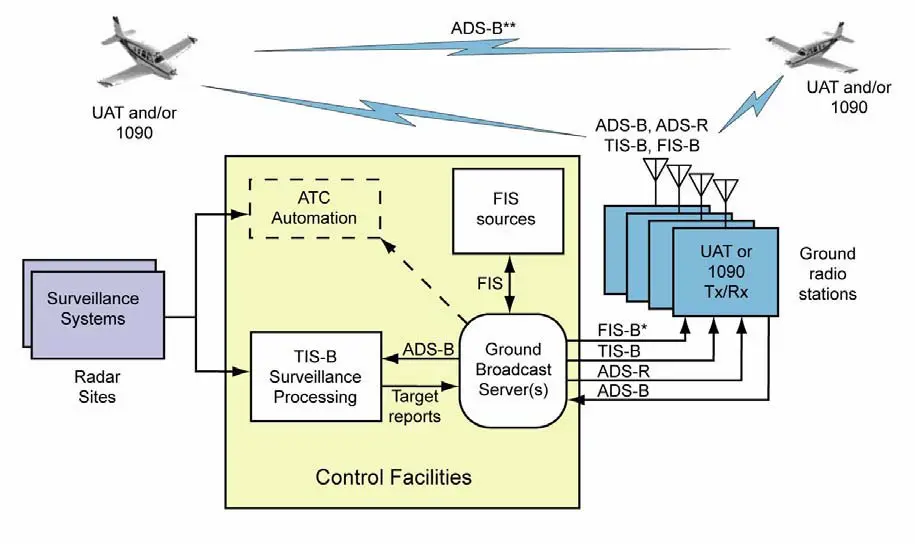 ADS-B**
UAT and/or
1090
UAT and/or
1090
ADS-B, ADS-R
TIS-B, FIS-B
ATC
Automation
FIS
sources
UAT or
1090
Tx/Rx
Ground
radio
stations
Surveillance
Systems
Radar
Sites
FIS
TIS-B
Surveillance
Processing
ADS-B
Target
reports
Ground
Broadcast
Server(s)
FIS-B*
TIS-B
ADS-R
ADS-B
Control Facilities